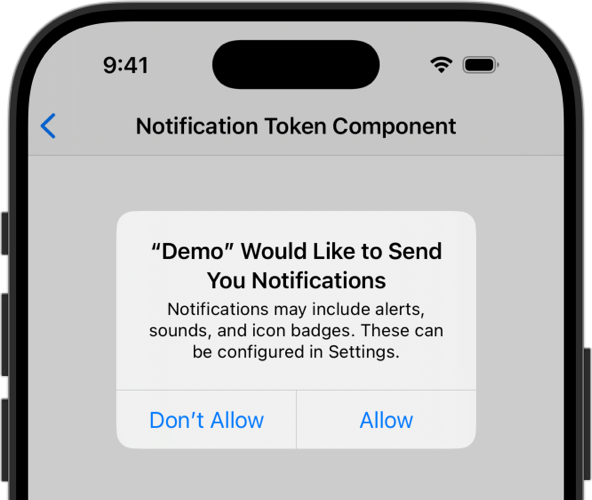 9:41
Notification Token Component
“Demo” Would Like to Send
You Notifications
Notifications may include alerts,
sounds, and icon badges. These can
be configured in Settings.
Don’t Allow
Allow